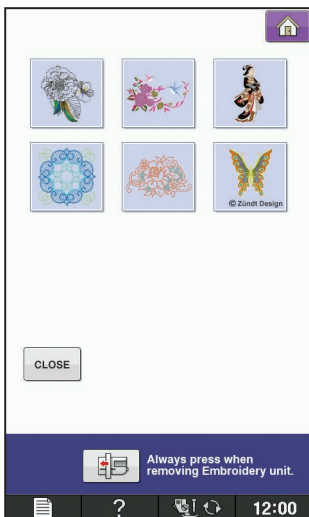 © Zündt Design
CLOSE
Always press when
removing Embroidery unit.
?
12:00